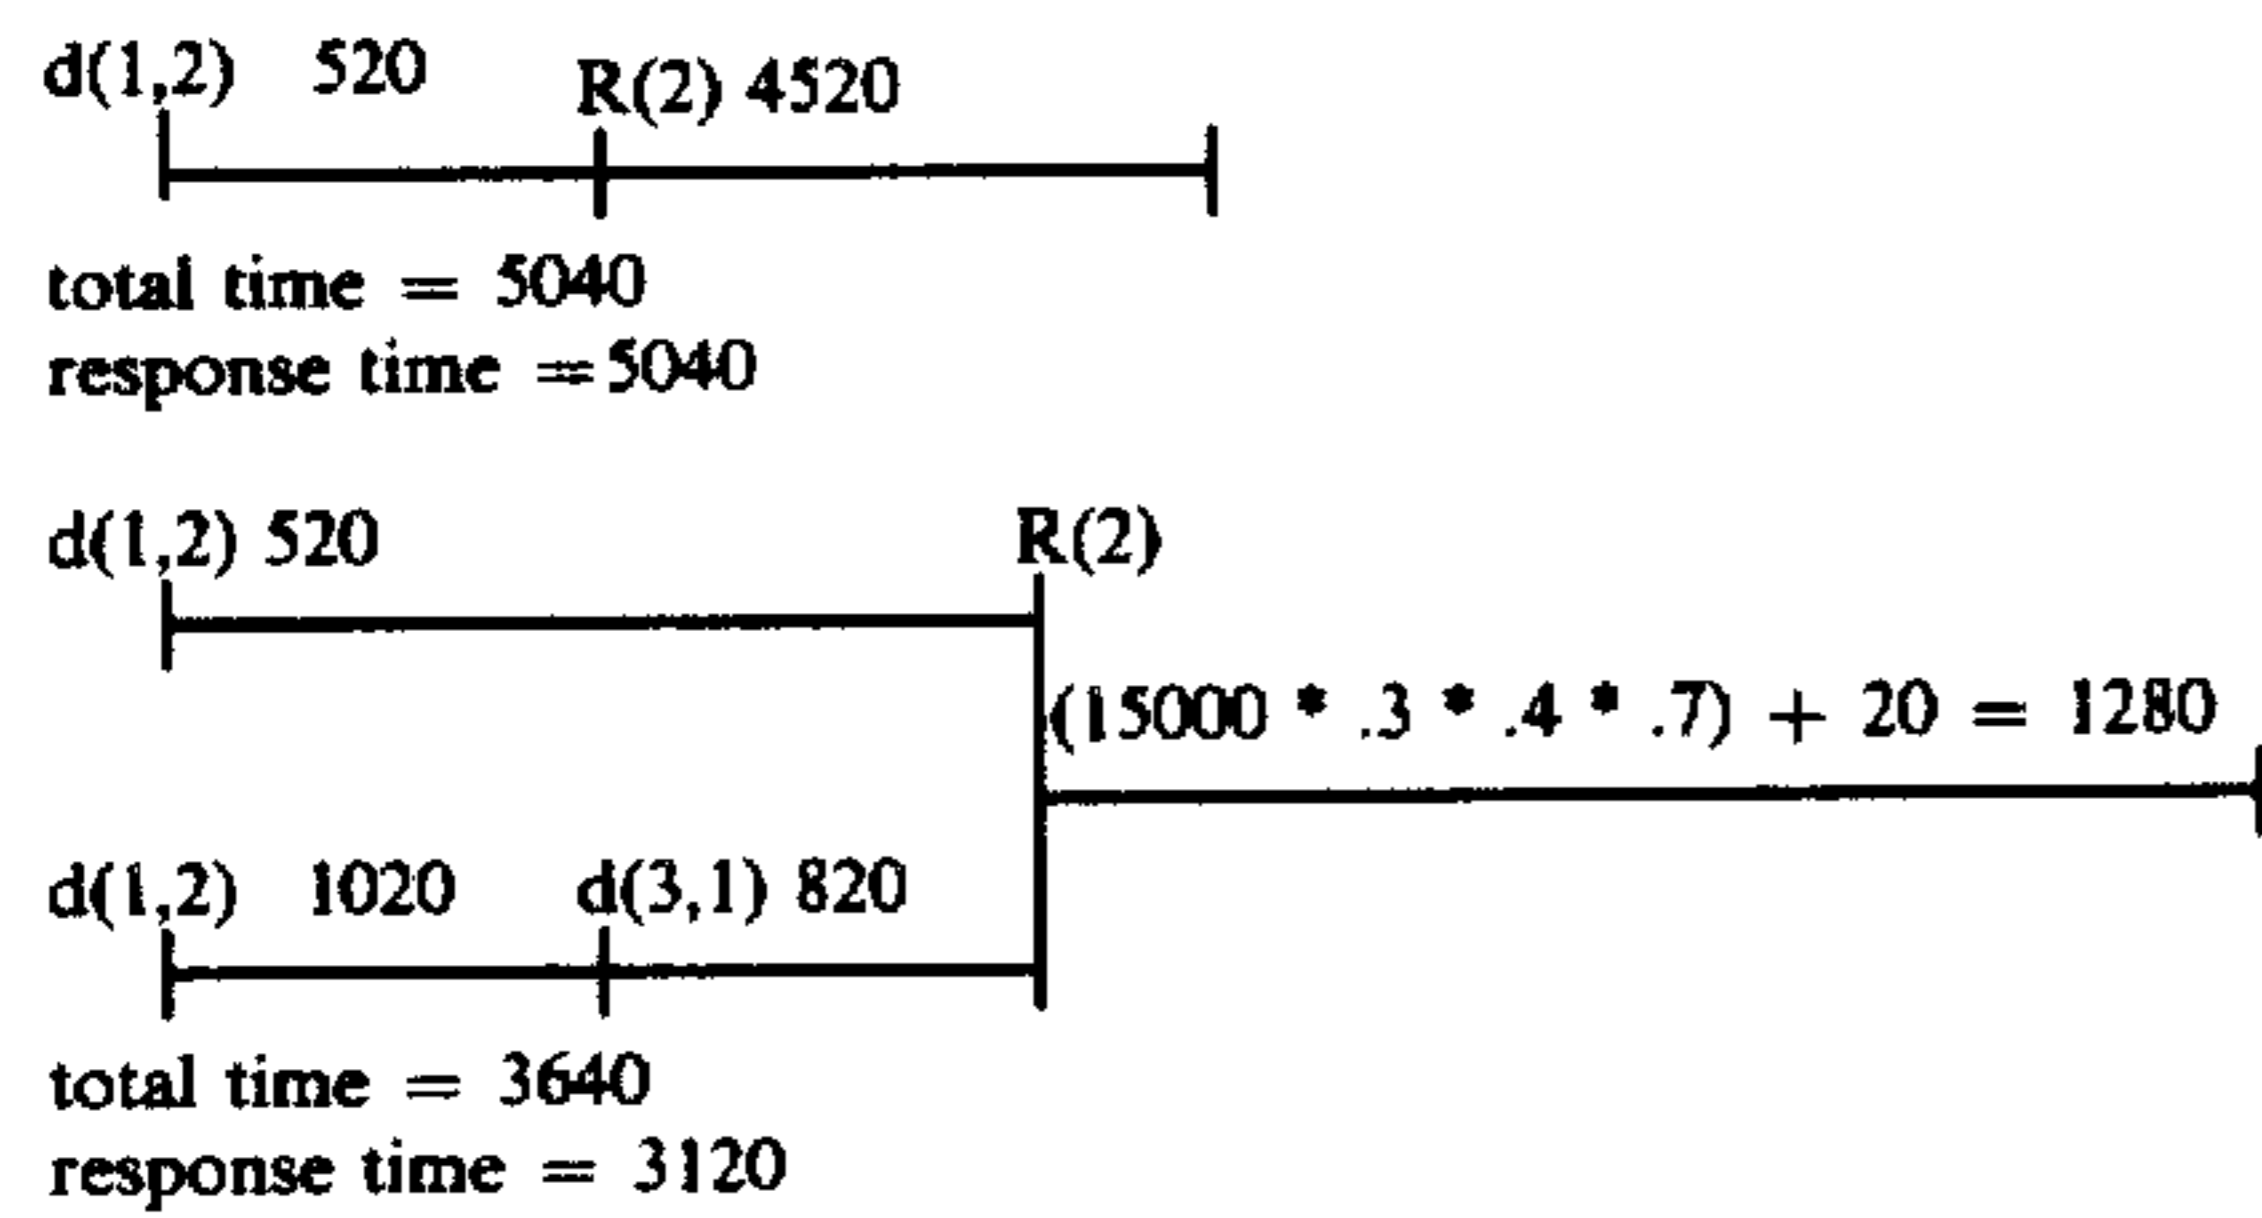 d(1,2) 520 R(2) 4520
total time = 5040
response time = 5040
d(1,2) 520 R(2)
(15000 * .3 * .4 * .7) + 20 = 1280
d(1,2) 1020 d(3,1) 820
total time = 3640
response time = 3120